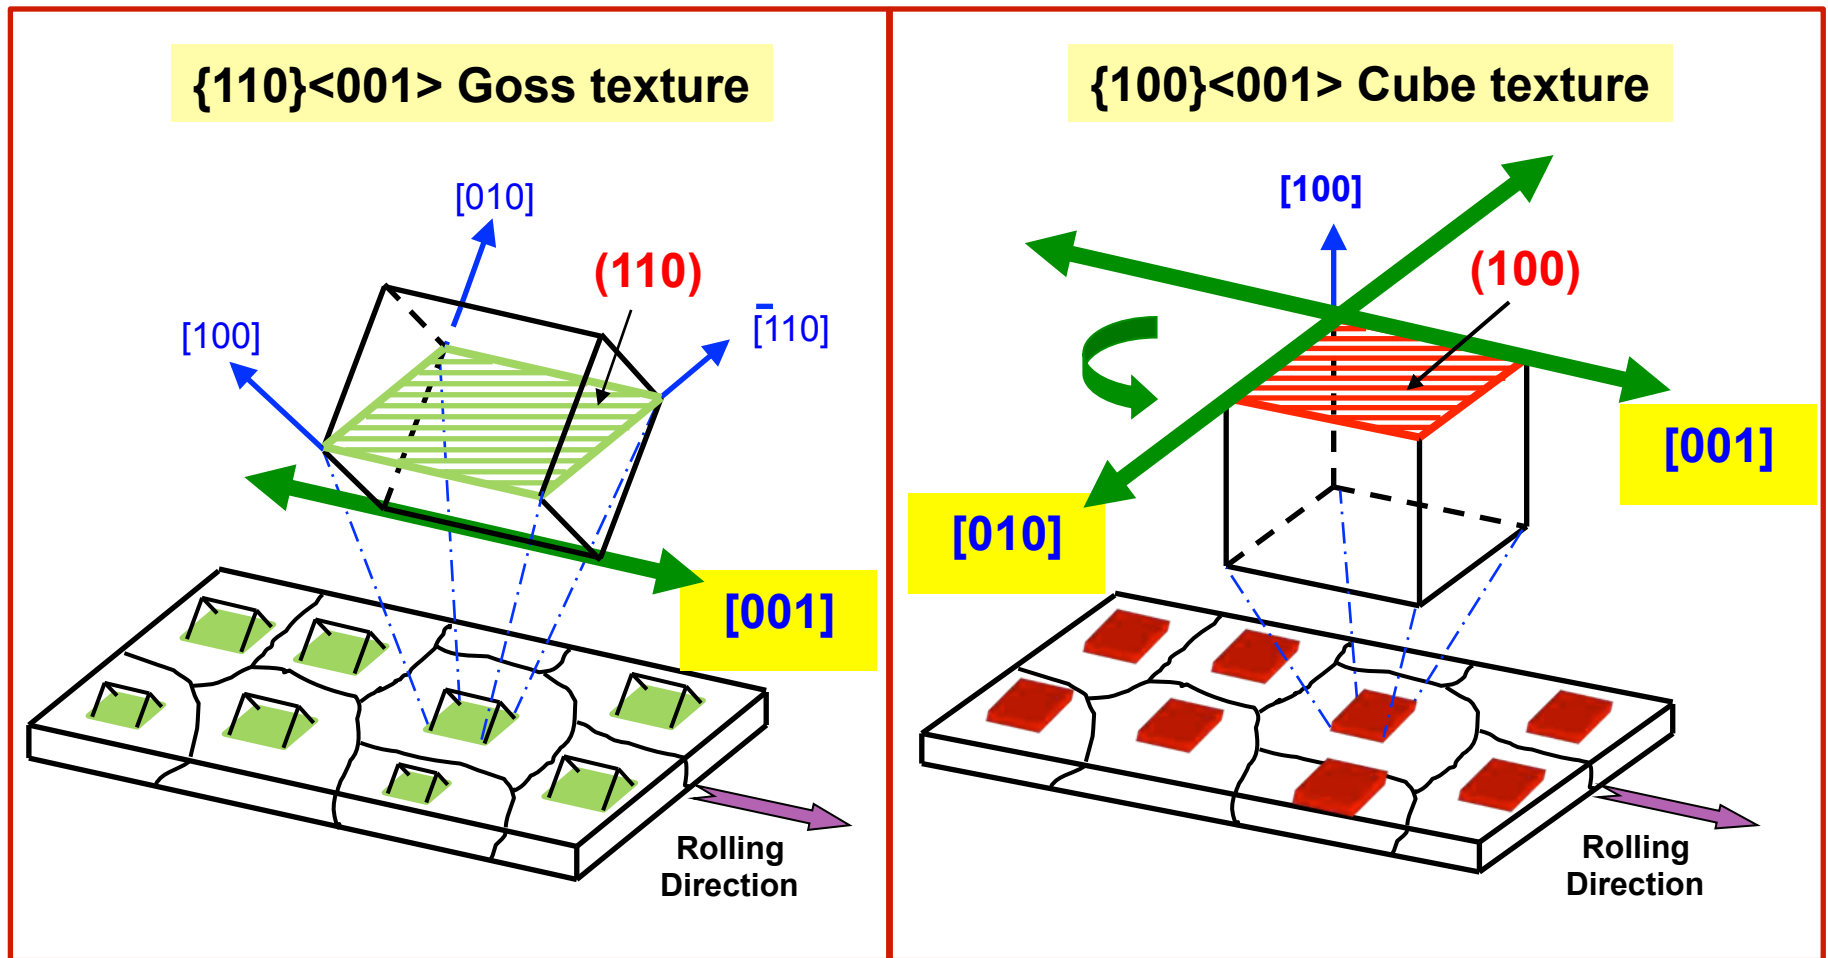 {110}<001> Goss texture
[010]
(110)
[1̄10]
[100]
[001]
Rolling
Direction
{100}<001> Cube texture
[100]
(100)
[001]
[010]
Rolling
Direction